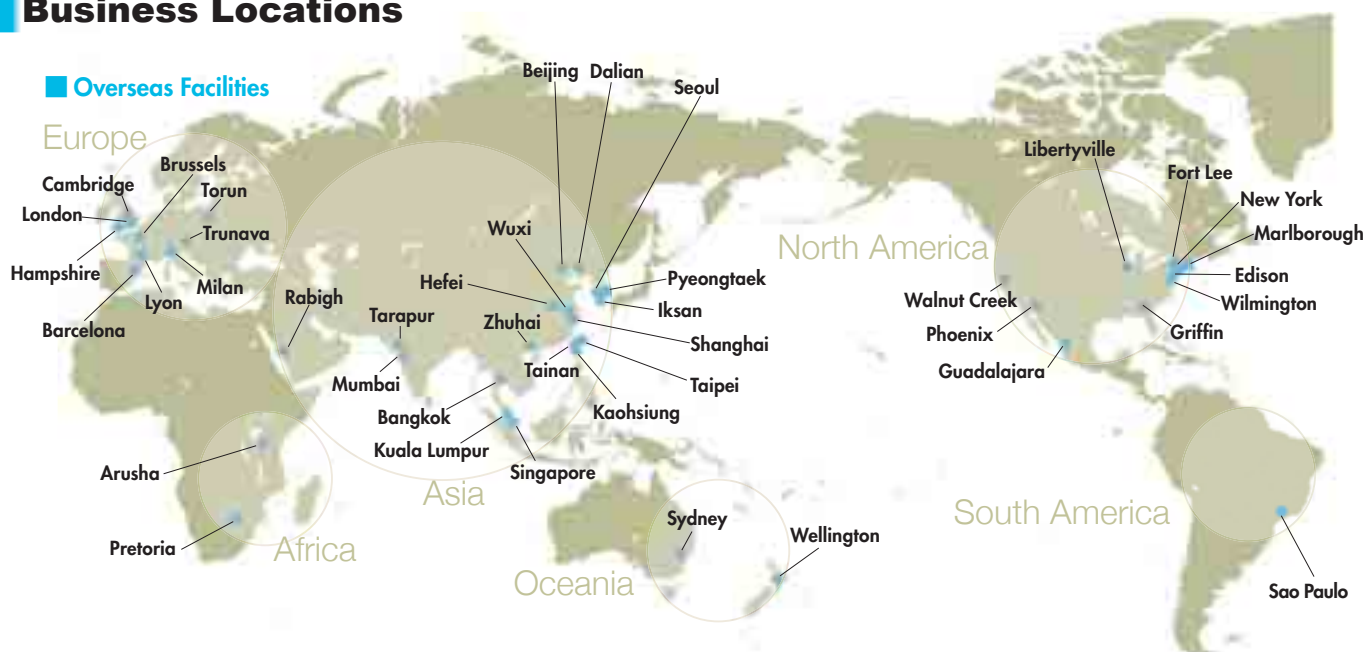 Business Locations
Overseas Facilities
Europe
Brussels
Cambridge
Torun
London
Trunava
Hampshire
Milan
Lyon
Barcelona
Rabigh
Beijing
Dalian
Seoul
Wuxi
Hefei
Pyeongtaek
Iksan
Tarapur
Zhuhai
Shanghai
Mumbai
Tainan
Taipei
Bangkok
Kaohsiung
Kuala Lumpur
Singapore
Asia
Arusha
Pretoria
Africa
Sydney
Wellington
Oceania
North America
Libertyville
Fort Lee
New York
Marlborough
Edison
Wilmington
Walnut Creek
Phoenix
Griffin
Guadalajara
South America
Sao Paulo